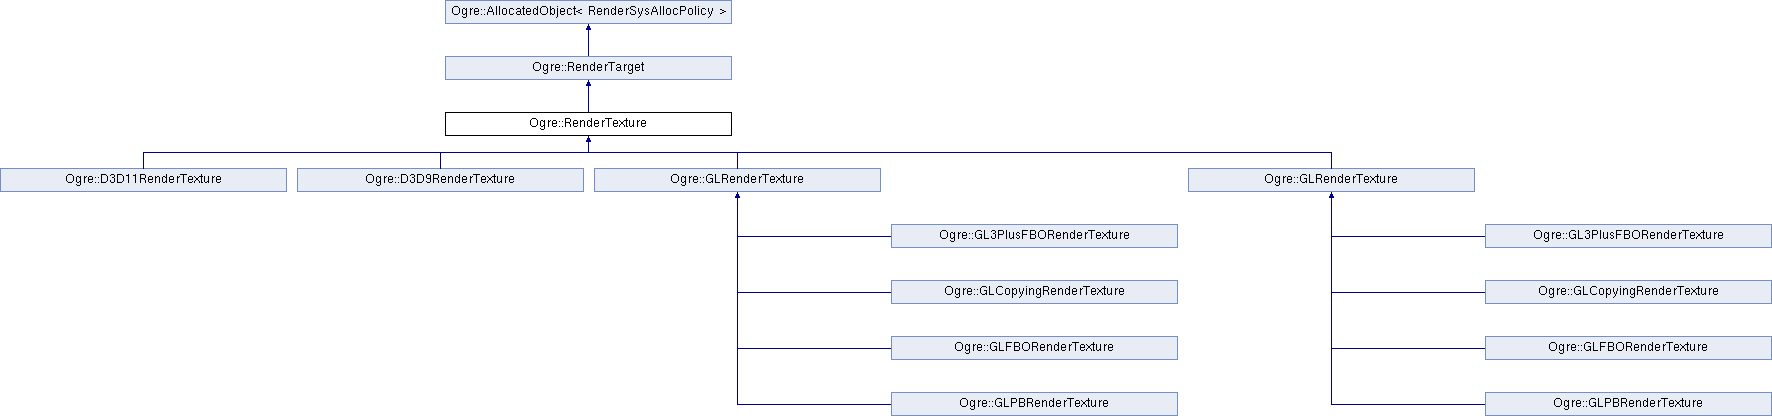 Ogre::AllocatedObject< RenderSysAllocPolicy >
Ogre::RenderTarget
Ogre::RenderTexture
Ogre::D3D11RenderTexture
Ogre::D3D9RenderTexture
Ogre::GLRenderTexture
Ogre::GLRenderTexture
Ogre::GL3PlusFBORenderTexture
Ogre::GL3PlusFBORenderTexture
Ogre::GLCopyingRenderTexture
Ogre::GLCopyingRenderTexture
Ogre::GLFBORenderTexture
Ogre::GLFBORenderTexture
Ogre::GLPBRenderTexture
Ogre::GLPBRenderTexture